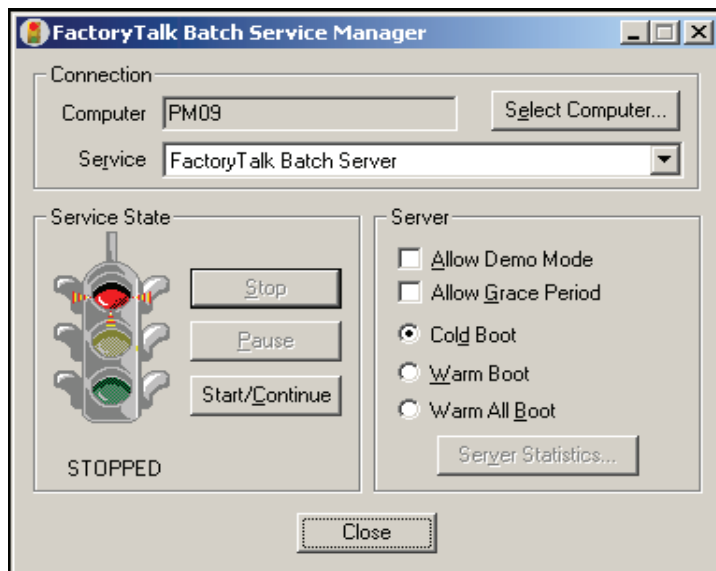 FactoryTalk Batch Service Manager
Connection
Computer PM09 Select Computer...
Service FactoryTalk Batch Server
Service State
Stop
Pause
Start/Continue
STOPPED
Server
Allow Demo Mode
Allow Grace Period
Cold Boot
Warm Boot
Warm All Boot
Server Statistics...
Close